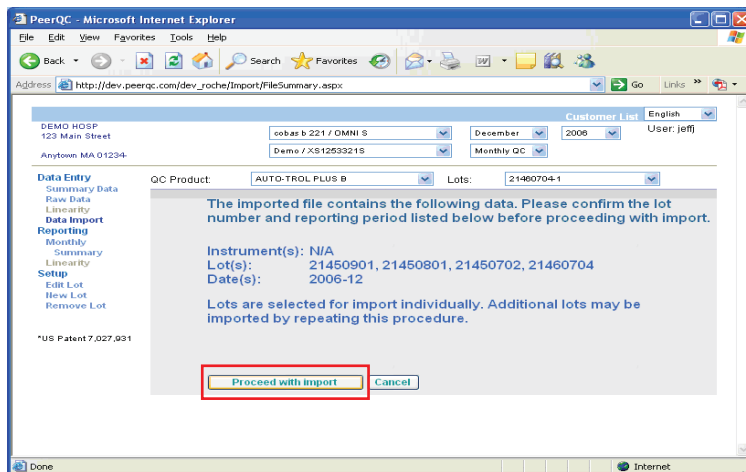 PeerQC - Microsoft Internet Explorer
File Edit View Favorites Tools Help
Back Search Favorites
Address http://dev.peerqc.com/dev_roche/Import/FileSummary.aspx Go Links
Customer List English
DEMO HOSP
123 Main Street
Anytown MA 01234-
cobas b 221 / OMNI S December 2006 User: jeffj
Demo / XS1253321S Monthly QC
Data Entry
Summary Data
Raw Data
Linearity
Data Import
Reporting
Monthly
Summary
Linearity
Setup
Edit Lot
New Lot
Remove Lot
*US Patent 7,027,931
QC Product: AUTO-TROL PLUS B Lots: 21460704-1
The imported file contains the following data. Please confirm the lot
number and reporting period listed below before proceeding with import.
Instrument(s): N/A
Lot(s): 21450901, 21450801, 21450702, 21460704
Date(s): 2006-12
Lots are selected for import individually. Additional lots may be
imported by repeating this procedure.
Proceed with import Cancel
Done Internet